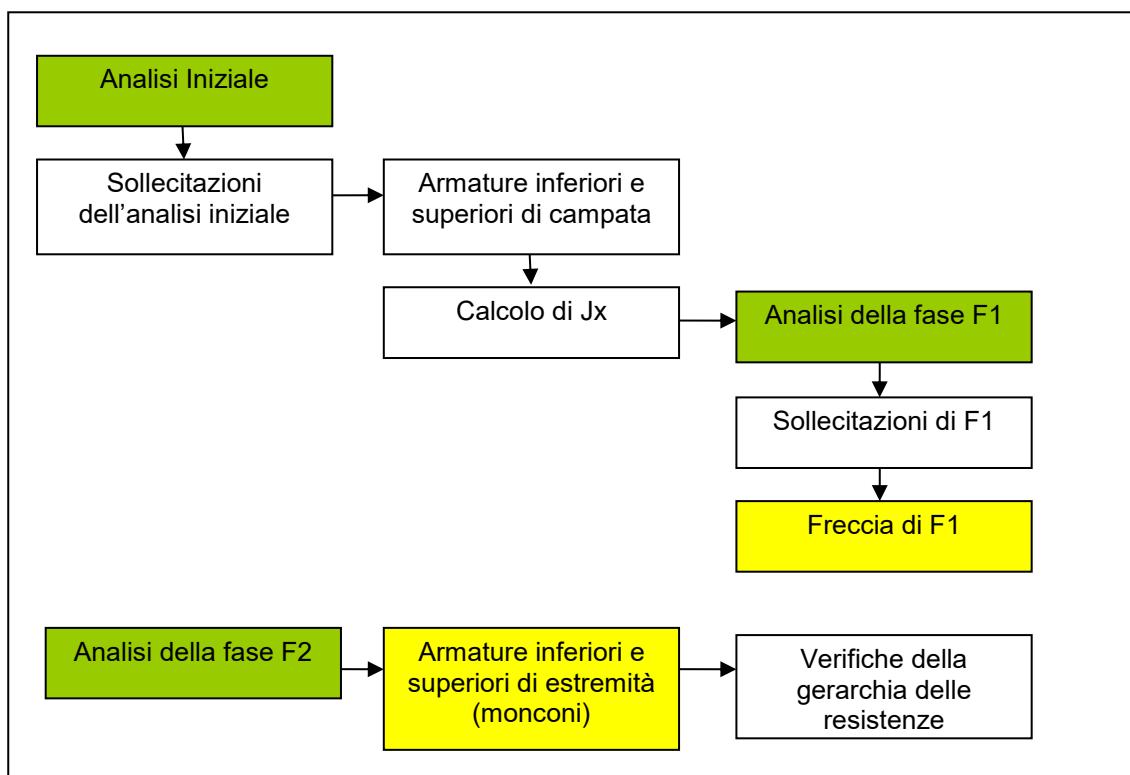 Analisi Iniziale
Sollecitazioni
dell’analisi iniziale
Armature inferiori e
superiori di campata
Calcolo di Jx
Analisi della fase F1
Sollecitazioni di F1
Freccia di F1
Analisi della fase F2
Armature inferiori e
superiori di estremità
(monconi)
Verifiche della
gerarchia delle
resistenze